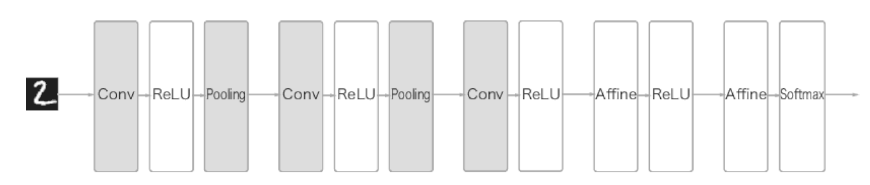 2 Conv ReLU Pooling Conv ReLU Pooling Conv ReLU Affine ReLU Affine Softmax